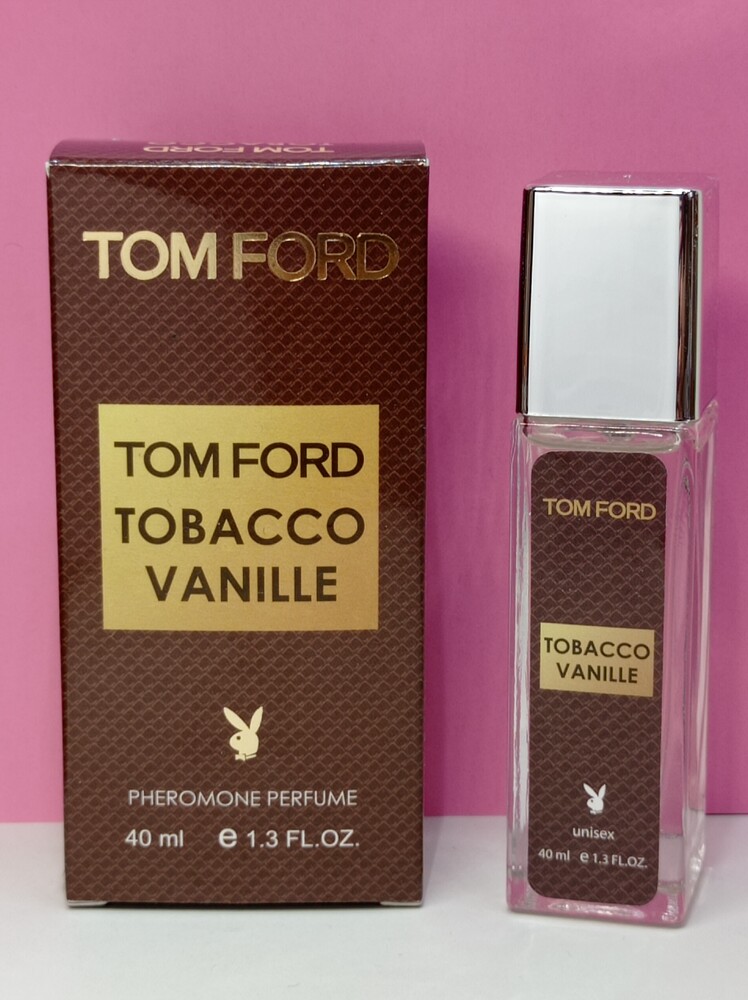 TOM FORD
TOM FORD
TOM FORD
TOBACCO
VANILLE
PHEROMONE PERFUME
40 ml e 1.3 FL.OZ.
TOM FORD
TOBACCO
VANILLE
unisex
40 ml e 1.3 FL.OZ.